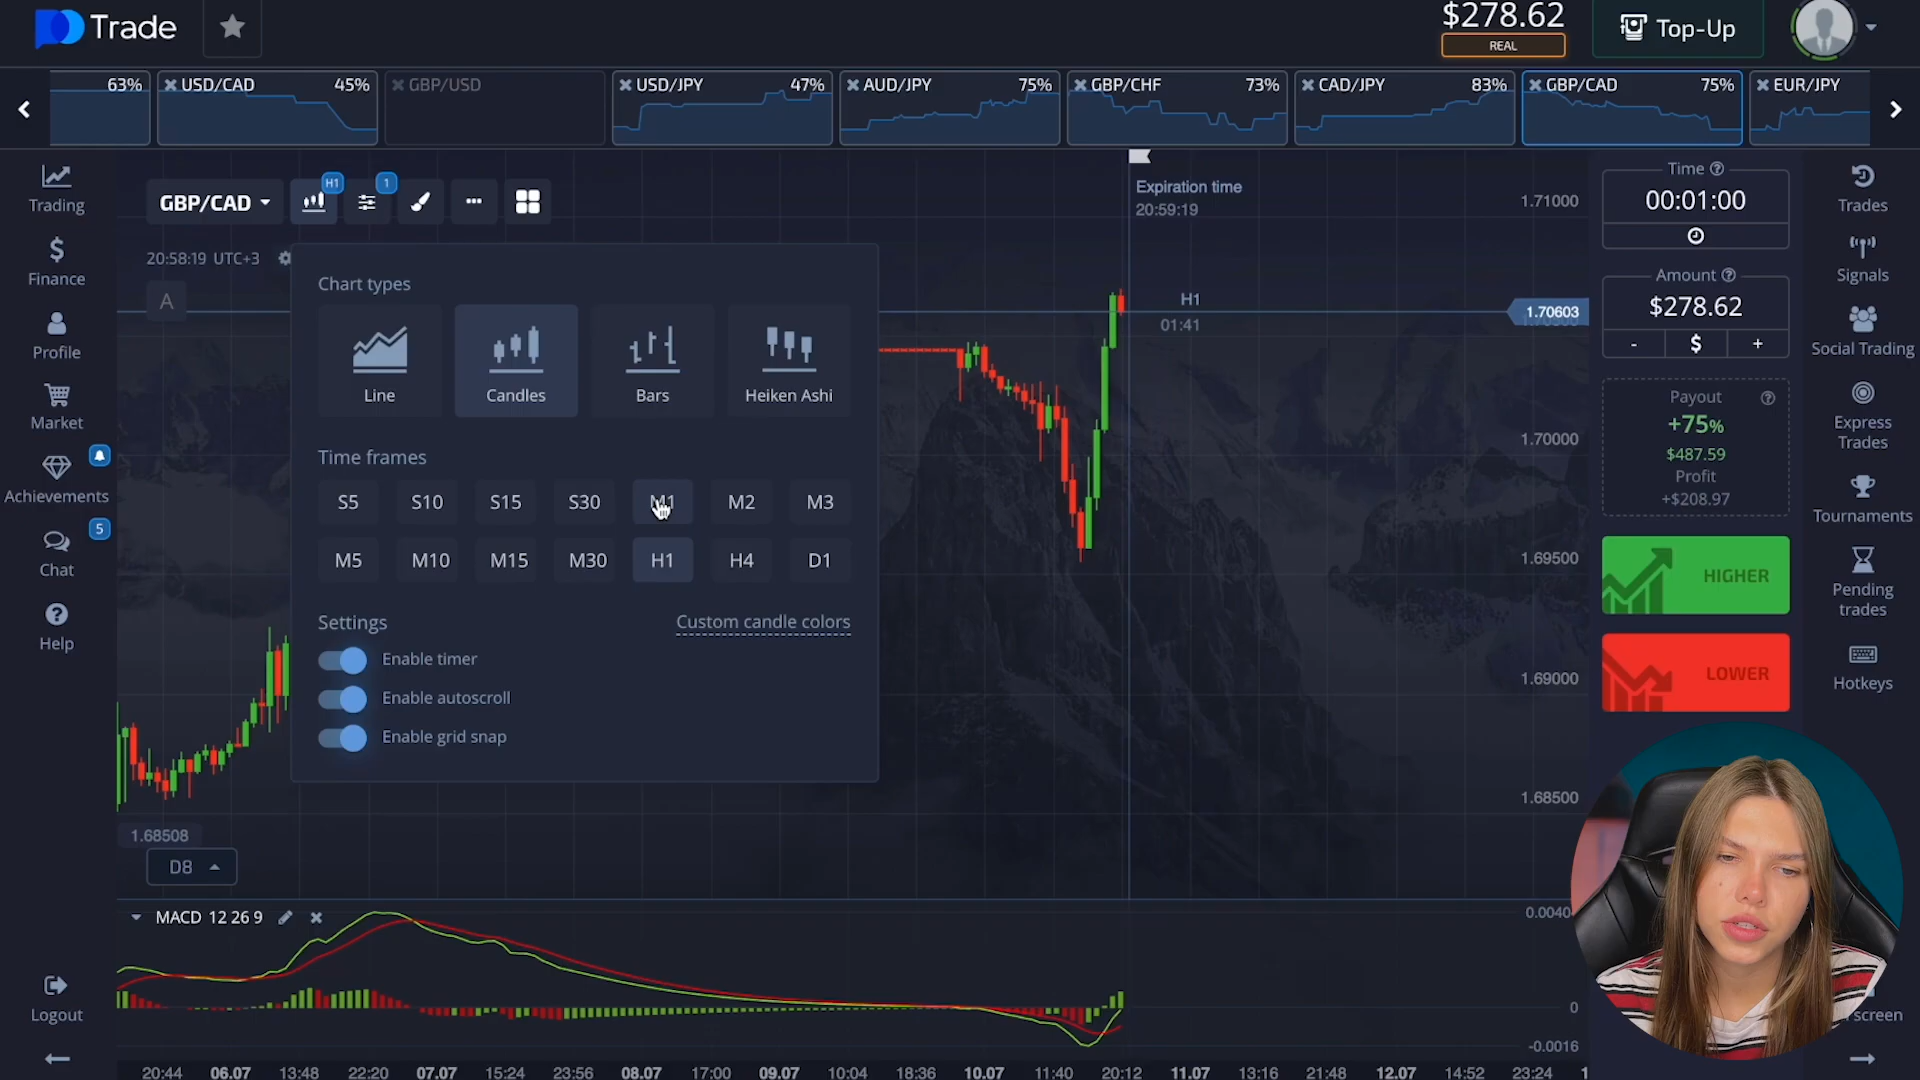 Trade
$278.62
REAL
Top-Up
63%
USD/CAD 45%
GBP/USD
USD/JPY 47%
AUD/JPY 75%
GBP/CHF 73%
CAD/JPY 83%
GBP/CAD 75%
EUR/JPY
Trading
Finance
Profile
Market
Achievements
Chat
5
Help
Logout
GBP/CAD
H1
1
20:58:19 UTC+3
A
Chart types
Line
Candles
Bars
Heiken Ashi
Time frames
S5 S10 S15 S30 M1 M2 M3
M5 M10 M15 M30 H1 H4 D1
Settings
Custom candle colors
Enable timer
Enable autoscroll
Enable grid snap
1.68508
D8
Expiration time
20:59:19
H1
01:41
1.71000
1.70603
1.70000
1.69500
1.69000
1.68500
MACD 12 26 9
0.0040
0
-0.0016
20:44 06.07 13:48 22:20 07.07 15:24 23:56 08.07 17:00 09.07 10:04 18:36 10.07 11:40 20:12 11.07 13:16 21:48 12.07 14:52 23:24 1
Time
00:01:00
Amount
$278.62
- $ +
Payout
+75%
$487.59
Profit
+$208.97
HIGHER
LOWER
Trades
Signals
Social Trading
Express
Trades
Tournaments
Pending
trades
Hotkeys
screen